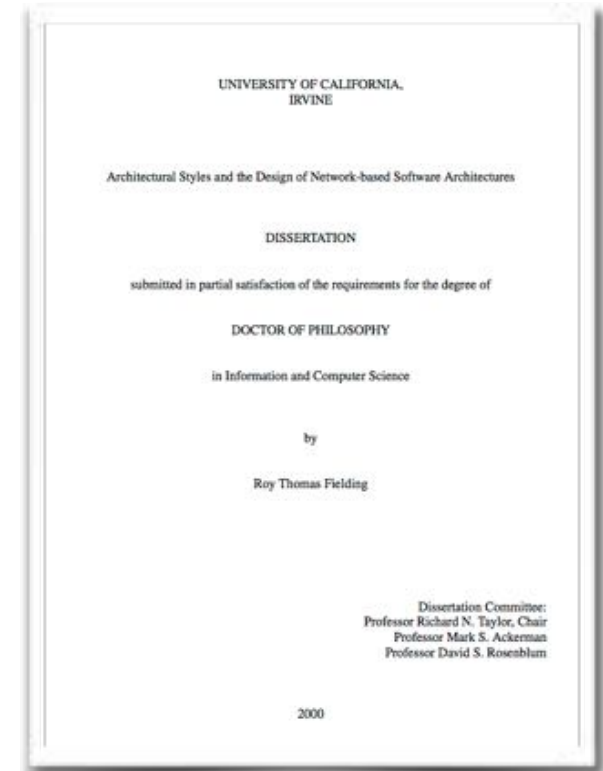 UNIVERSITY OF CALIFORNIA,
IRVINE
Architectural Styles and the Design of Network-based Software Architectures
DISSERTATION
submitted in partial satisfaction of the requirements for the degree of
DOCTOR OF PHILOSOPHY
in Information and Computer Science
by
Roy Thomas Fielding
Dissertation Committee:
Professor Richard N. Taylor, Chair
Professor Mark S. Ackerman
Professor David S. Rosenblum
2000